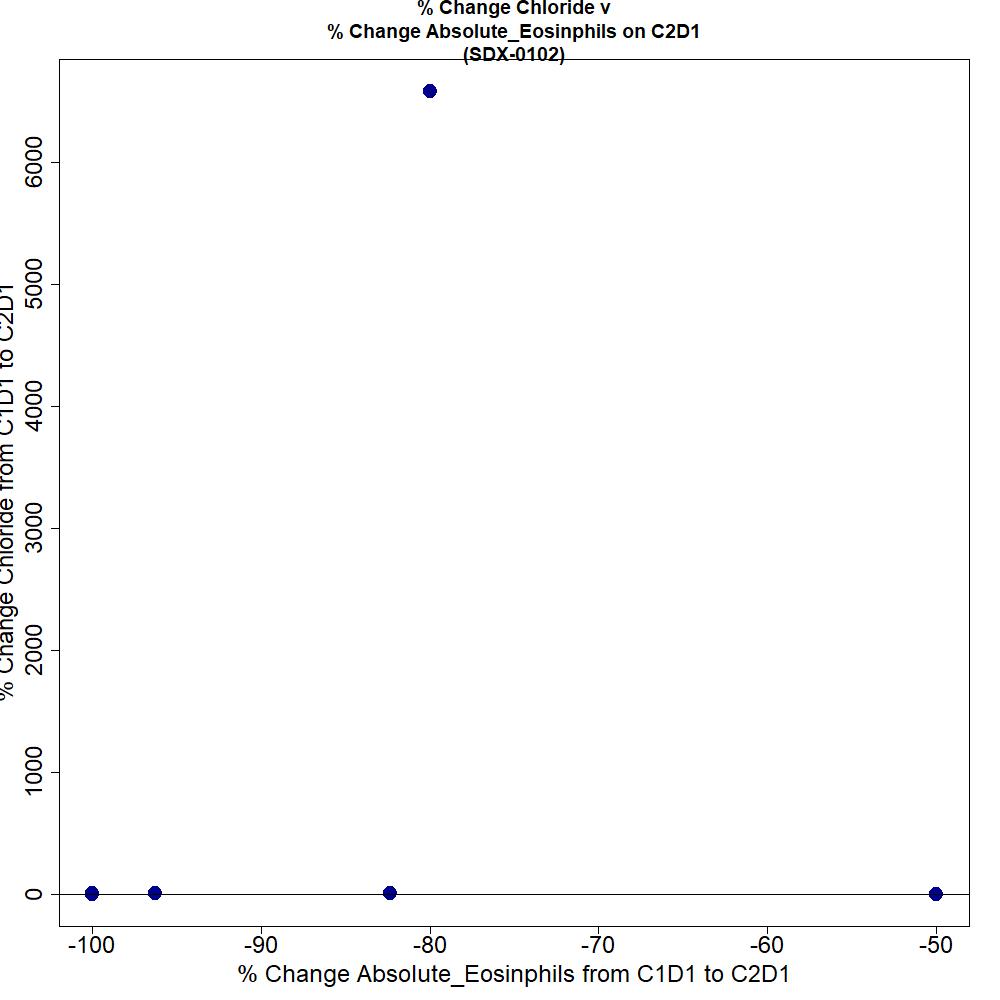 % Change Chloride v
% Change Absolute_Eosinphils on C2D1
(SDX-0102)
% Change Chloride from C1D1 to C2D1
6000
5000
4000
3000
2000
1000
0
-100 -90 -80 -70 -60 -50
% Change Absolute_Eosinphils from C1D1 to C2D1